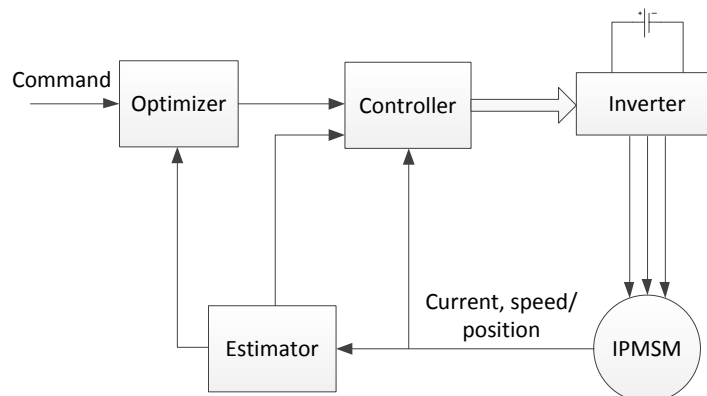 Command
Optimizer
Controller
Inverter
Current, speed/
position
Estimator
IPMSM